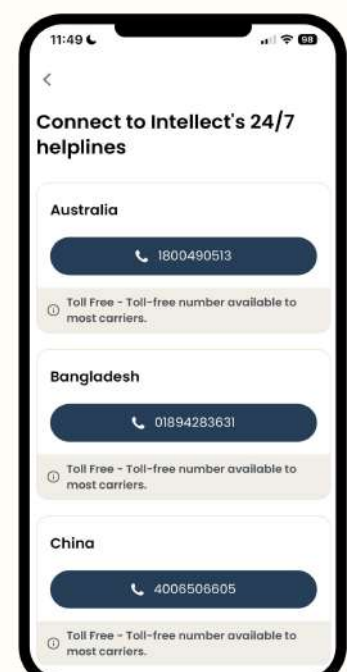 11:49
98
Connect to Intellect's 24/7
helplines
Australia
1800490513
Toll Free - Toll-free number available to
most carriers.
Bangladesh
01894283631
Toll Free - Toll-free number available to
most carriers.
China
4006506605
Toll Free - Toll-free number available to
most carriers.